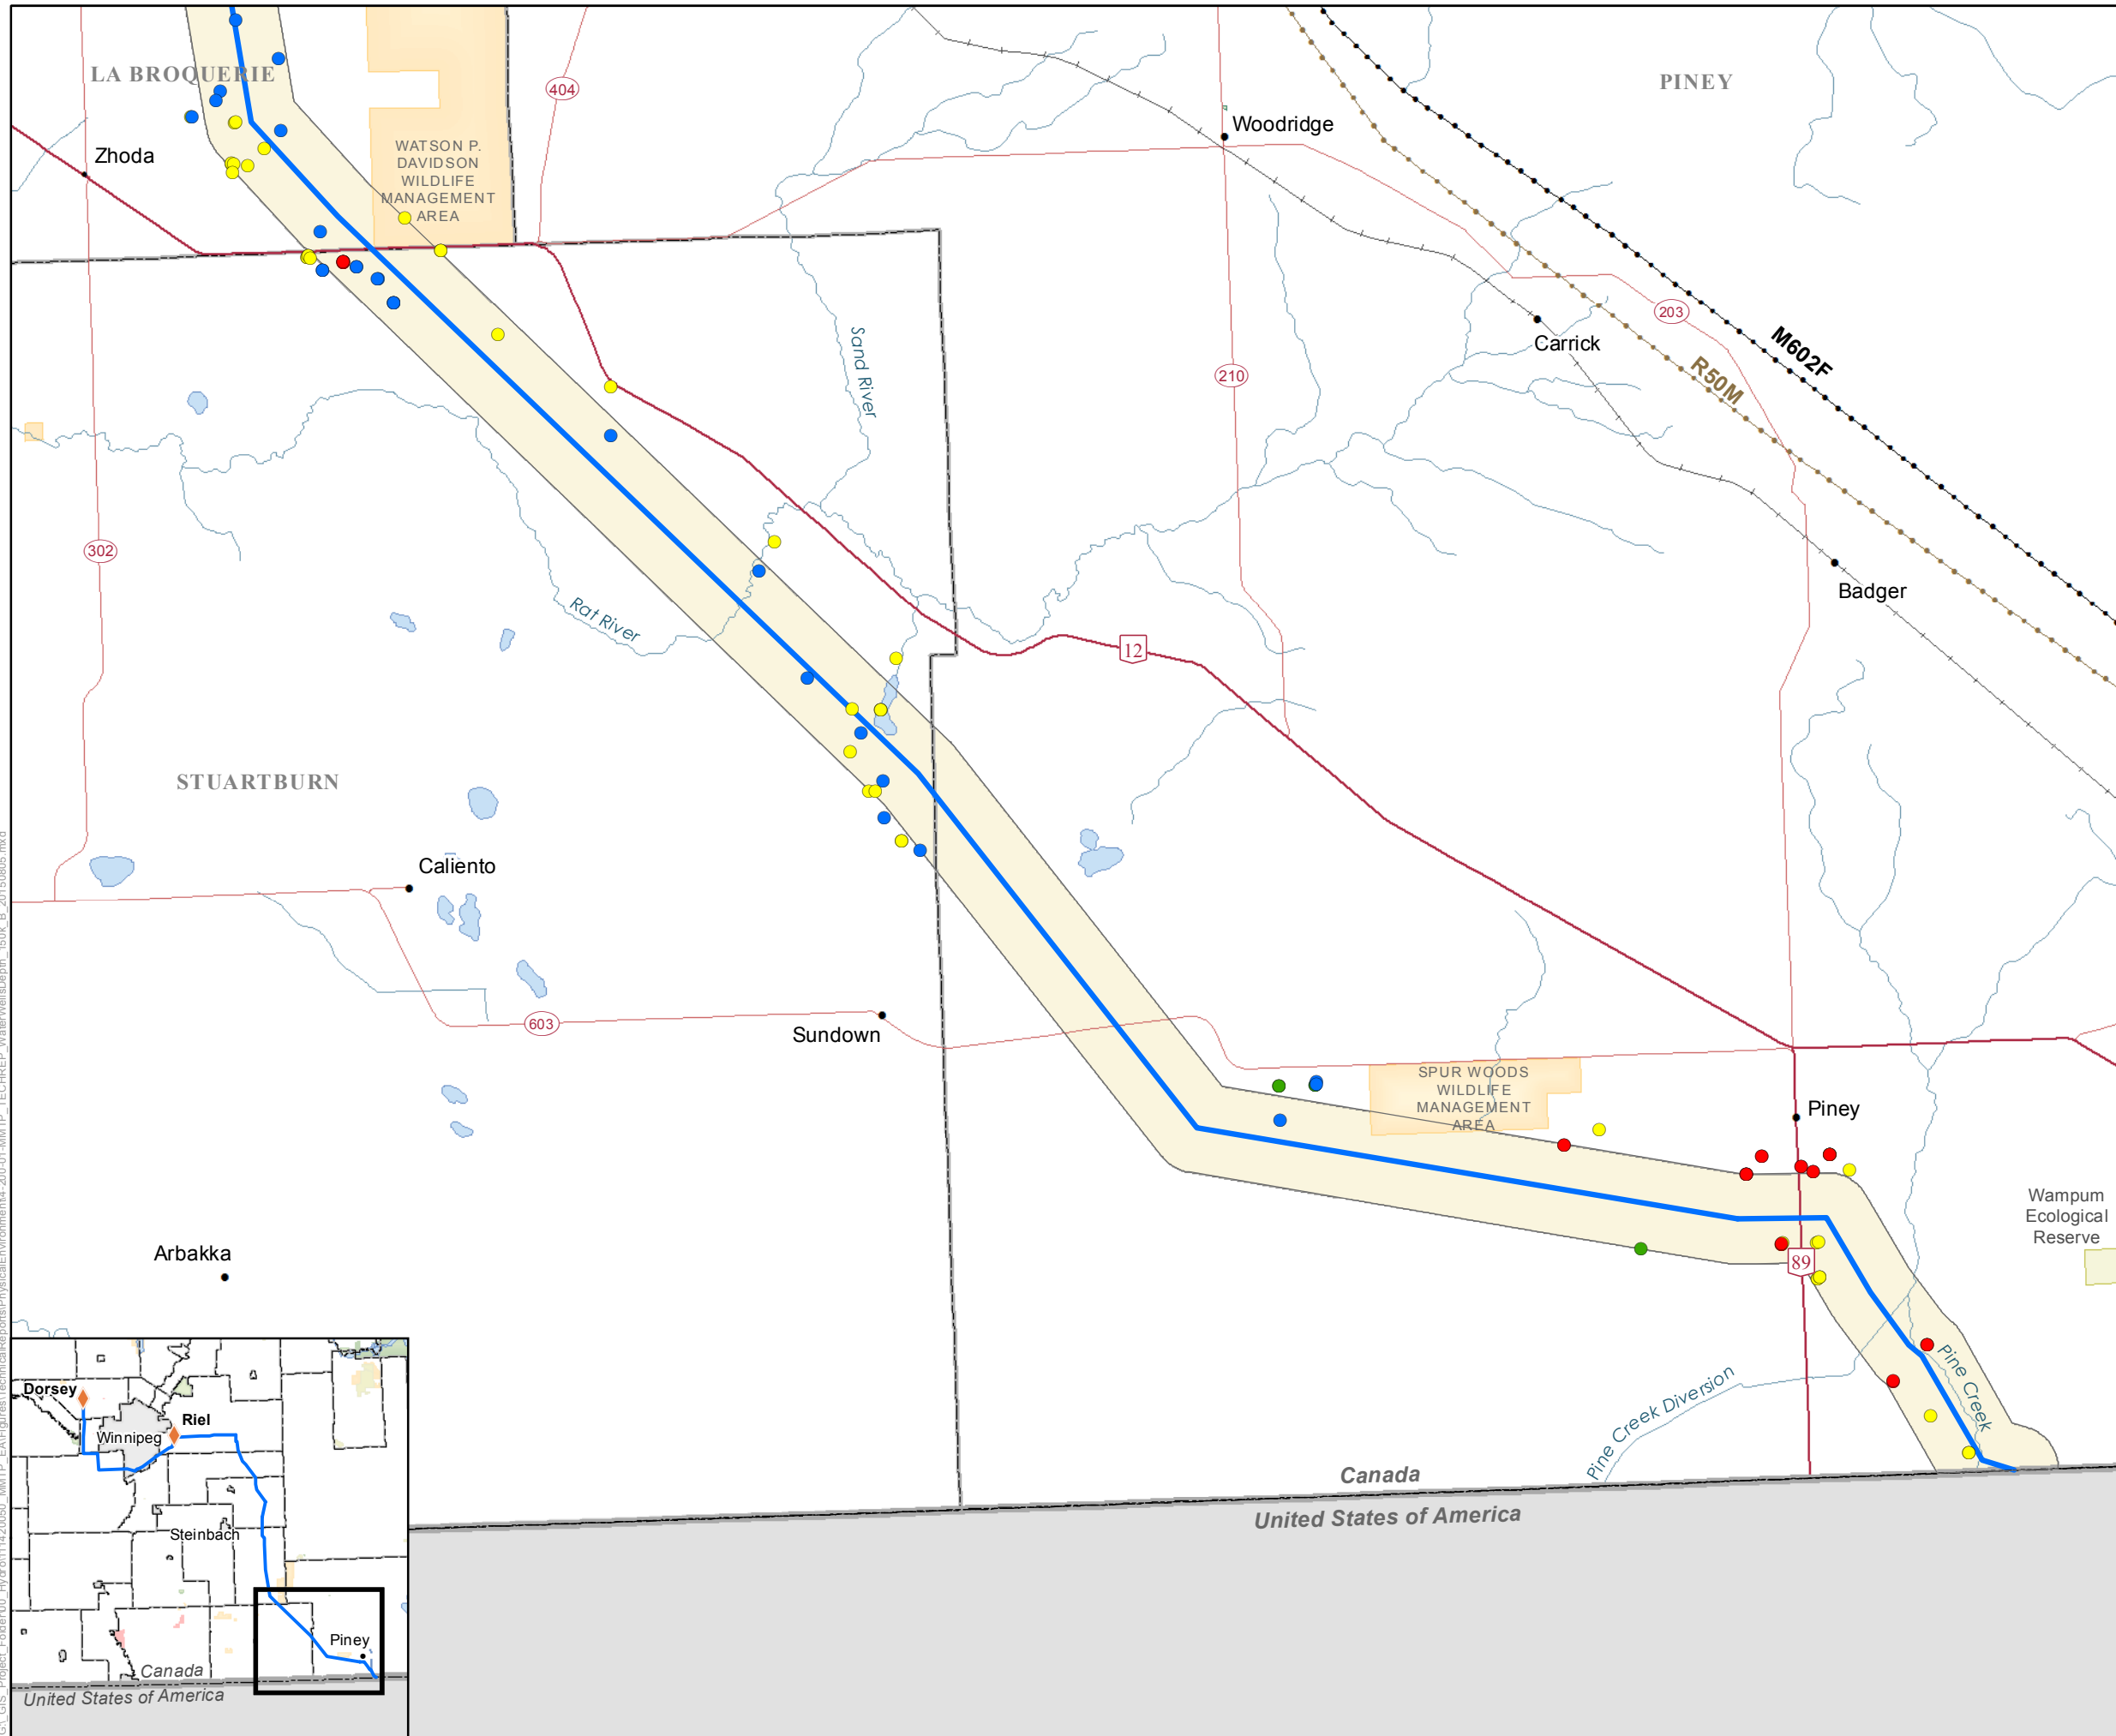 LA BROQUERIE
PINEY
404
WATSON P.
DAVIDSON
WILDLIFE
MANAGEMENT
AREA
Woodridge
Zhoda
203
M602F
Carrick
R50M
Sand River
210
302
Badger
Rat River
12
STUARTBURN
Caliento
603
Sundown
SPUR WOODS
WILDLIFE
MANAGEMENT
AREA
Piney
Wampum
Ecological
Reserve
Arbakka
89
Pine Creek
Pine Creek Diversion
Canada
United States of America
Dorsey
Riel
Winnipeg
Steinbach
Piney
Canada
United States of America